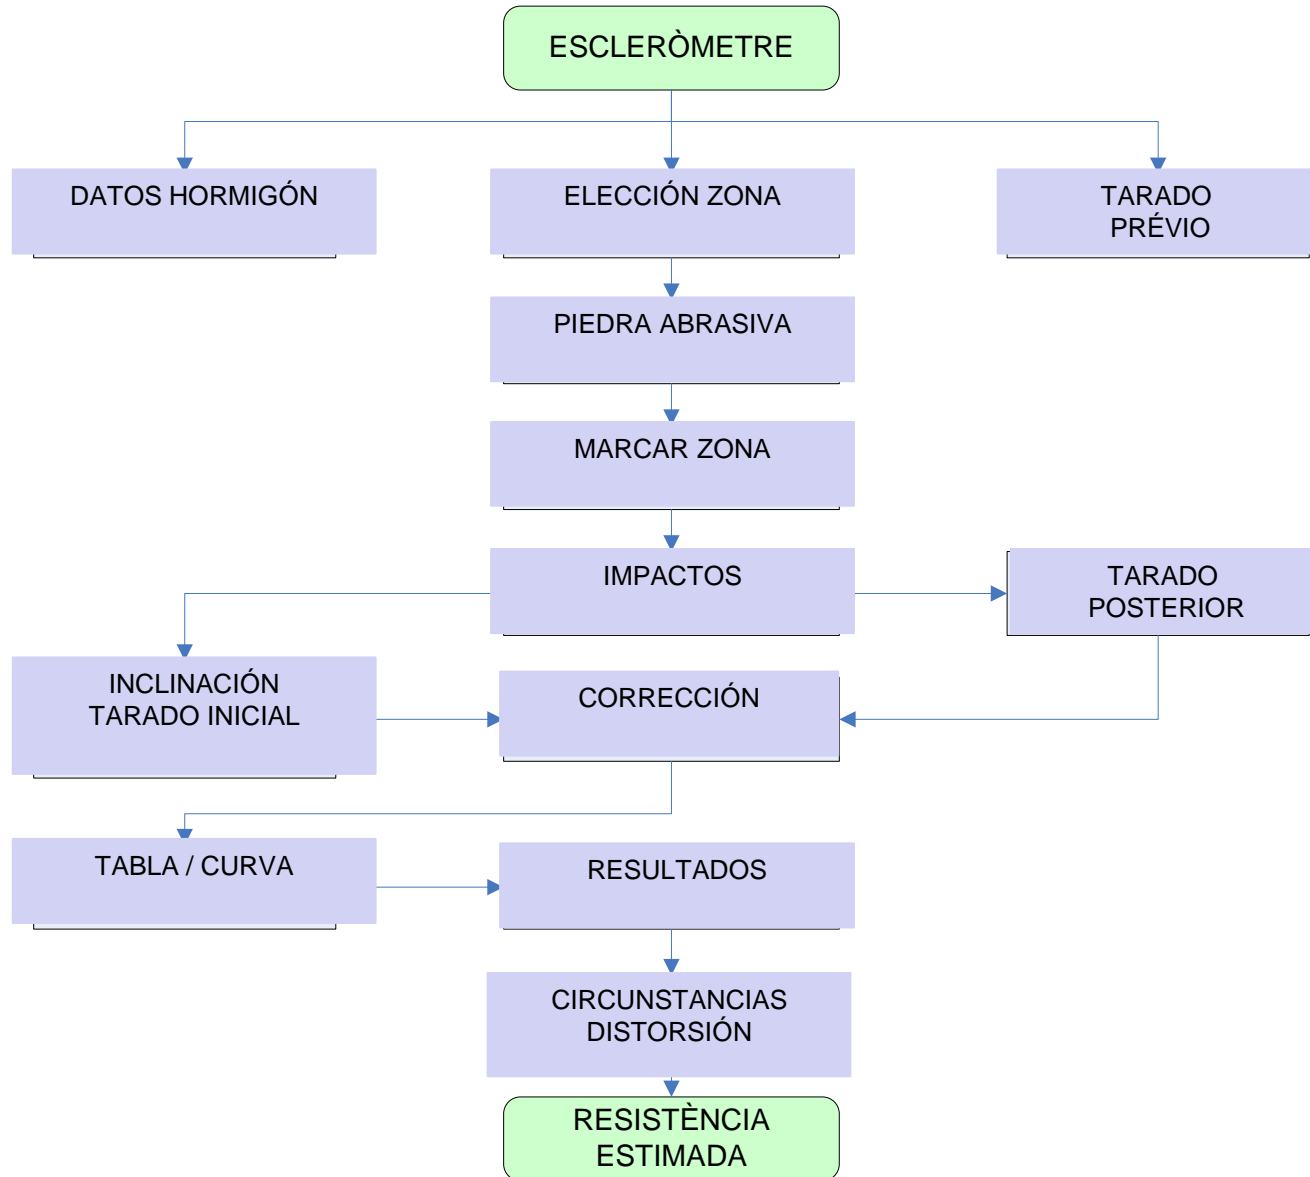 ESCLERÒMETRE
DATOS HORMIGÓN
ELECCIÓN ZONA
TARADO
PRÉVIO
PIEDRA ABRASIVA
MARCAR ZONA
IMPACTOS
TARADO
POSTERIOR
INCLINACIÓN
TARADO INICIAL
CORRECCIÓN
TABLA / CURVA
RESULTADOS
CIRCUNSTANCIAS
DISTORSIÓN
RESISTÈNCIA
ESTIMADA